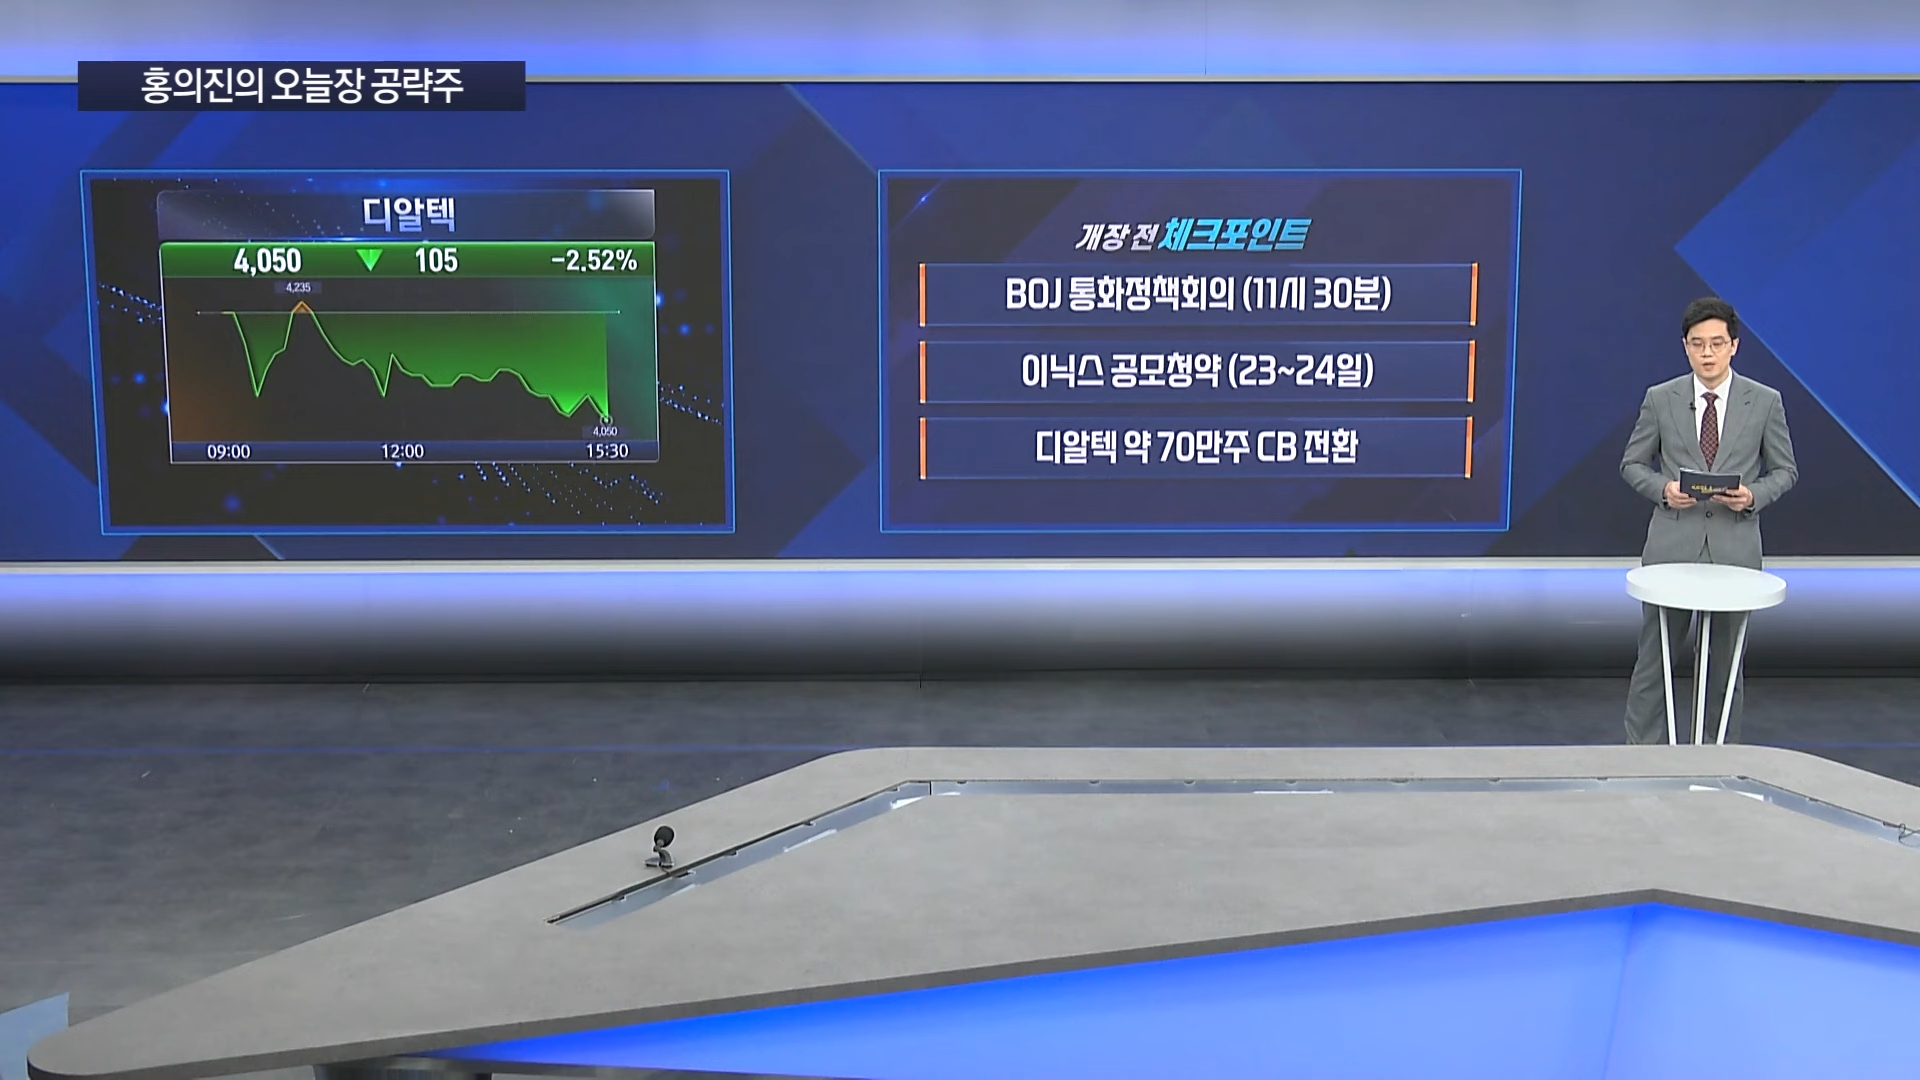 홍의진의 오늘장 공략주
디알텍
4,050 ▼ 105 -2.52%
4,235
4,050
09:00 12:00 15:30
개장 전 체크포인트
BOJ 통화정책회의 (11시 30분)
이닉스 공모청약 (23~24일)
디알텍 약 70만주 CB 전환